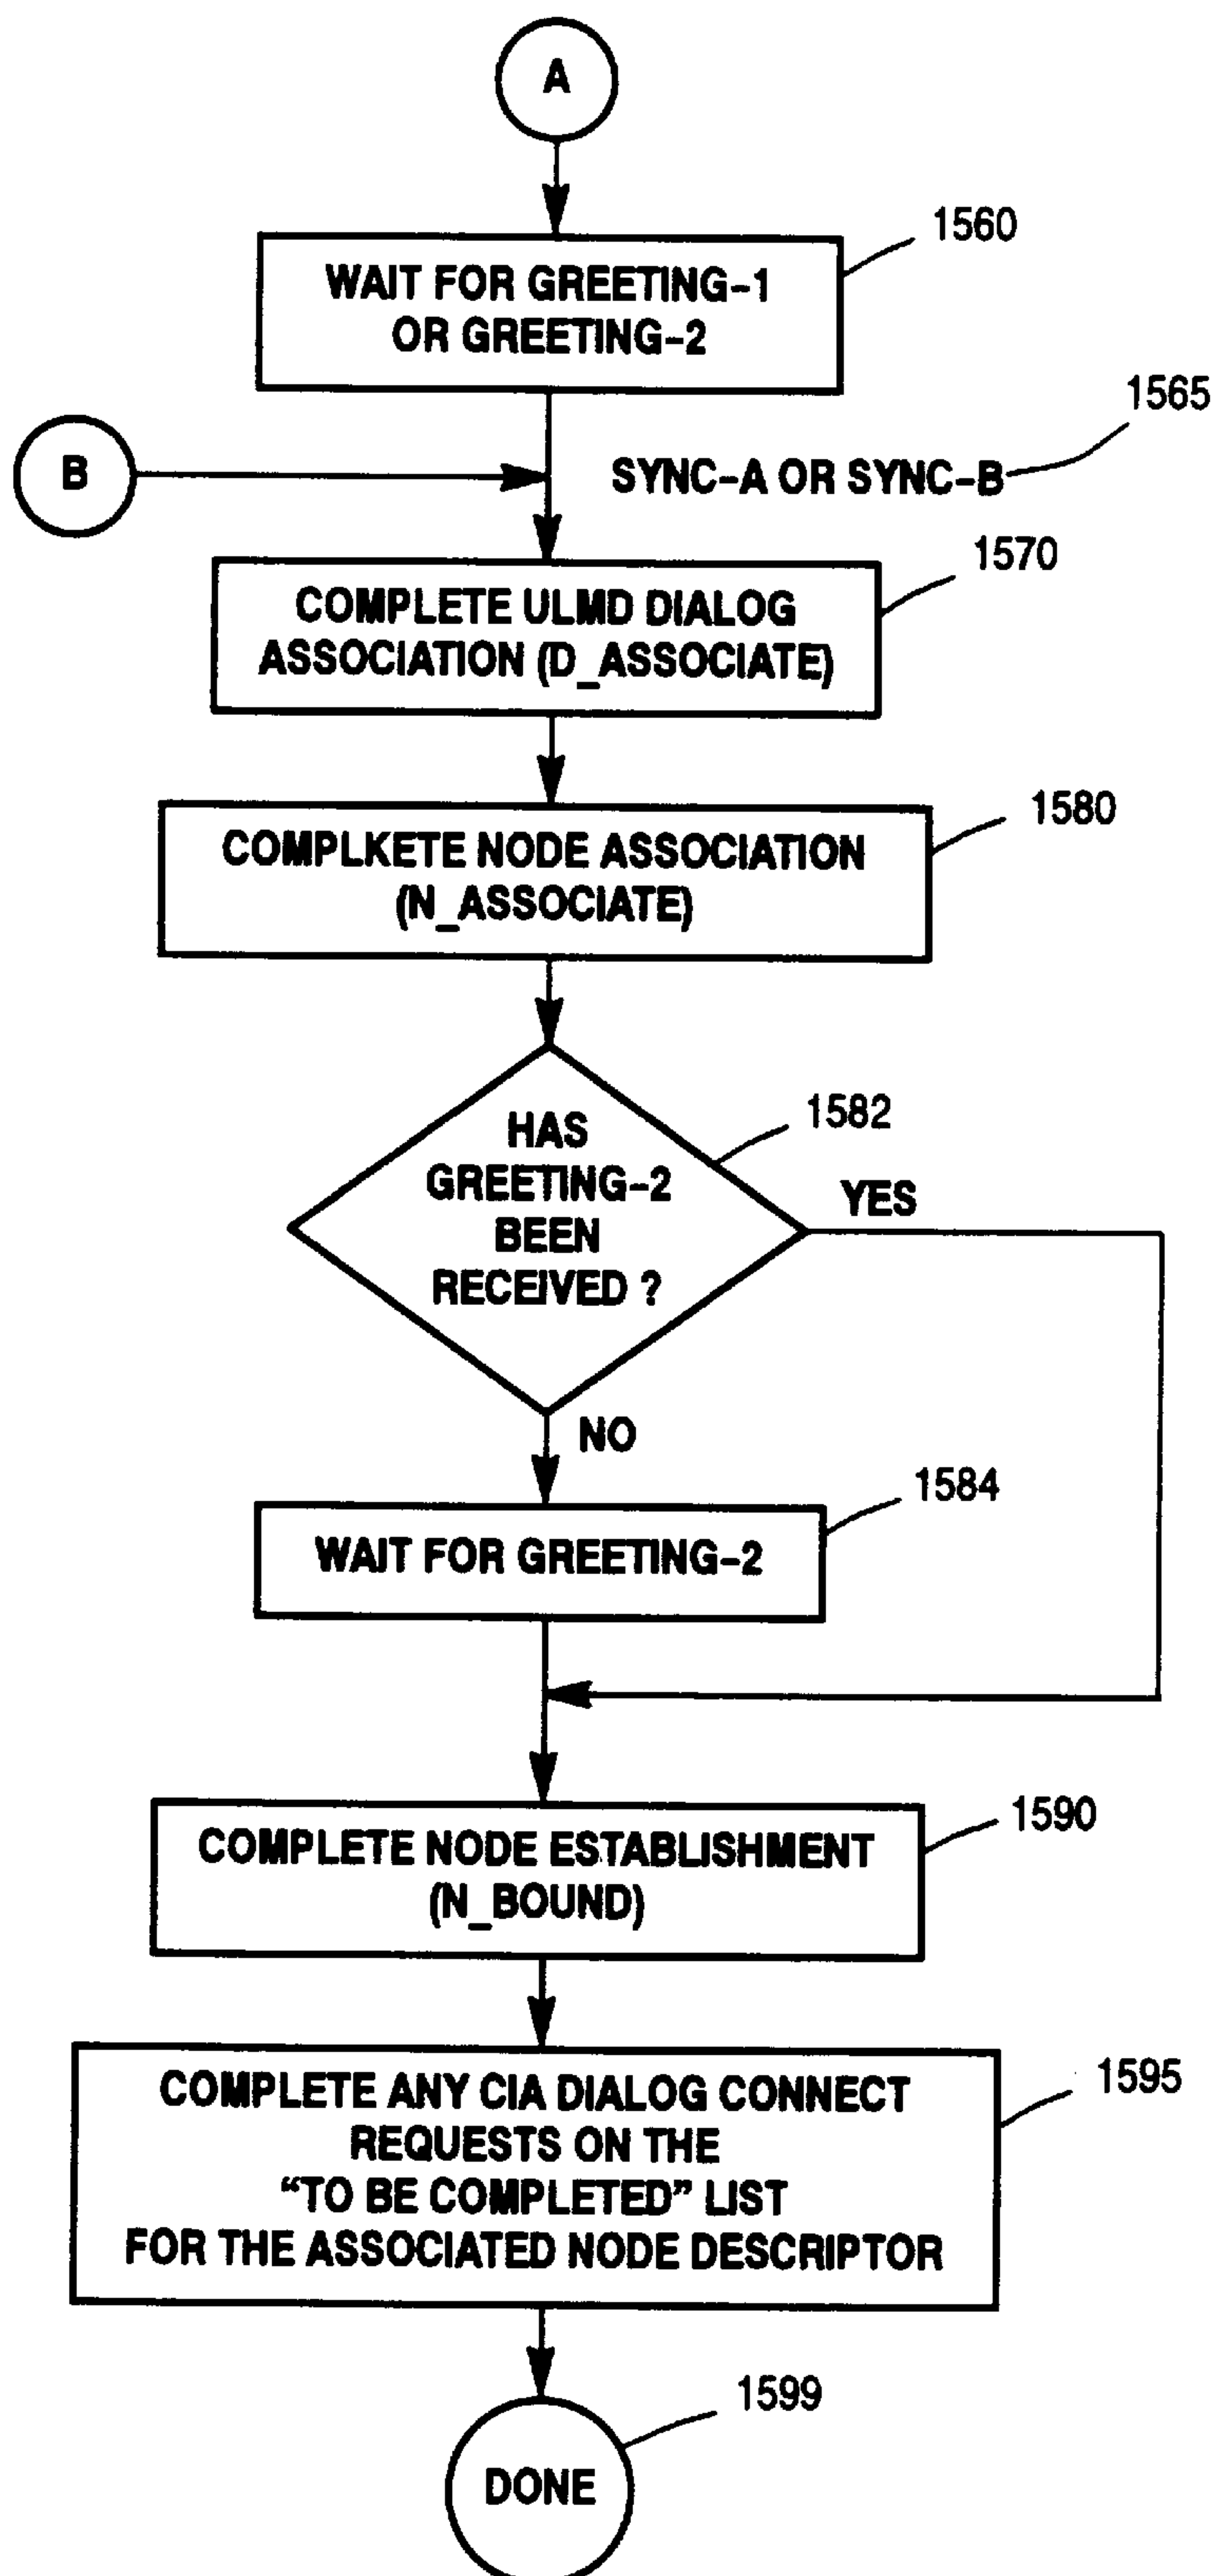 A
1560
WAIT FOR GREETING-1
OR GREETING-2
1565
B
SYNC-A OR SYNC-B
1570
COMPLETE ULMD DIALOG
ASSOCIATION (D_ASSOCIATE)
1580
COMPLKETE NODE ASSOCIATION
(N_ASSOCIATE)
1582
HAS
GREETING-2
BEEN
RECEIVED ?
YES
NO
1584
WAIT FOR GREETING-2
1590
COMPLETE NODE ESTABLISHMENT
(N_BOUND)
1595
COMPLETE ANY CIA DIALOG CONNECT
REQUESTS ON THE
“TO BE COMPLETED” LIST
FOR THE ASSOCIATED NODE DESCRIPTOR
1599
DONE